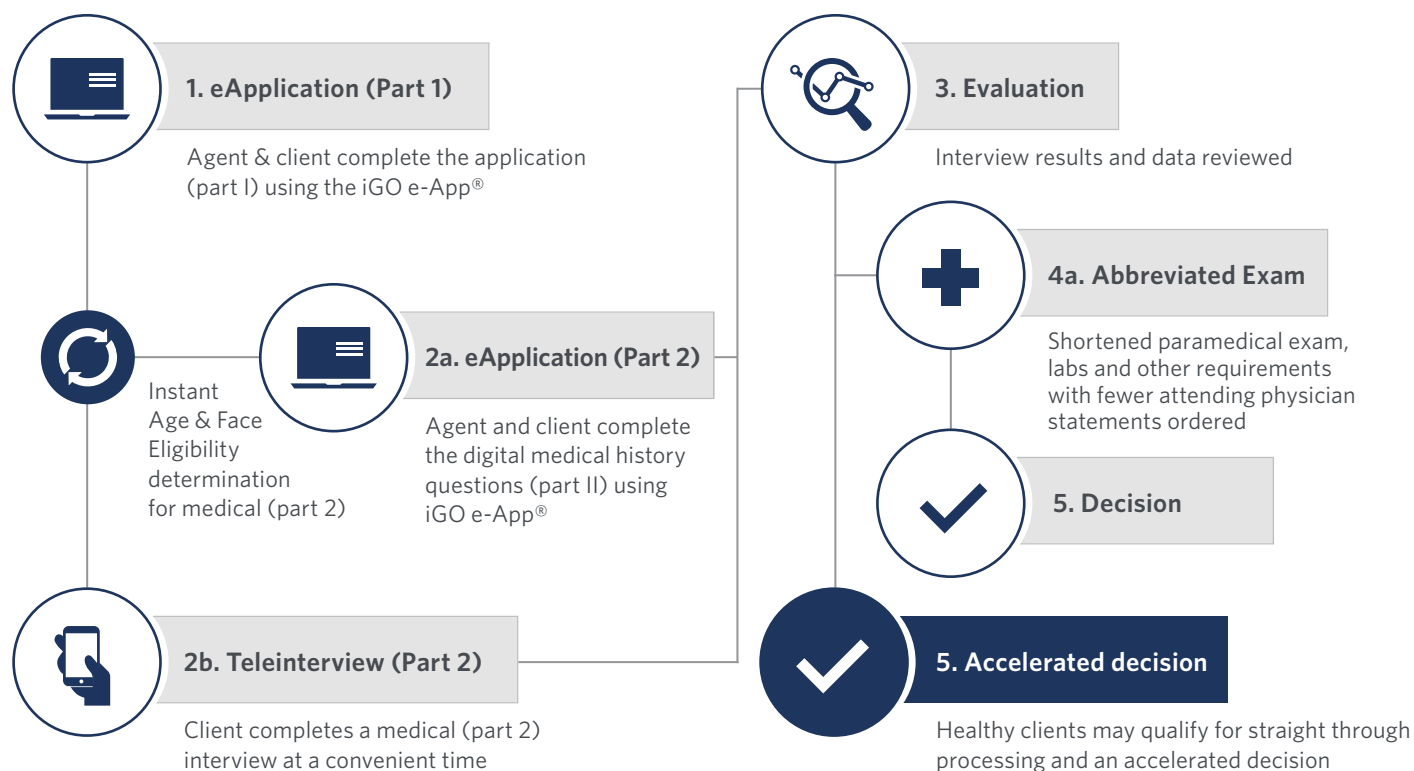 1. eApplication (Part 1)
Agent & client complete the application
(part I) using the iGO e-App®
Instant
Age & Face
Eligibility
determination
for medical (part 2)
2a. eApplication (Part 2)
Agent and client complete
the digital medical history
questions (part II) using
iGO e-App®
2b. Teleinterview (Part 2)
Client completes a medical (part 2)
interview at a convenient time
3. Evaluation
Interview results and data reviewed
4a. Abbreviated Exam
Shortened paramedical exam,
labs and other requirements
with fewer attending physician
statements ordered
5. Decision
5. Accelerated decision
Healthy clients may qualify for straight through
processing and an accelerated decision